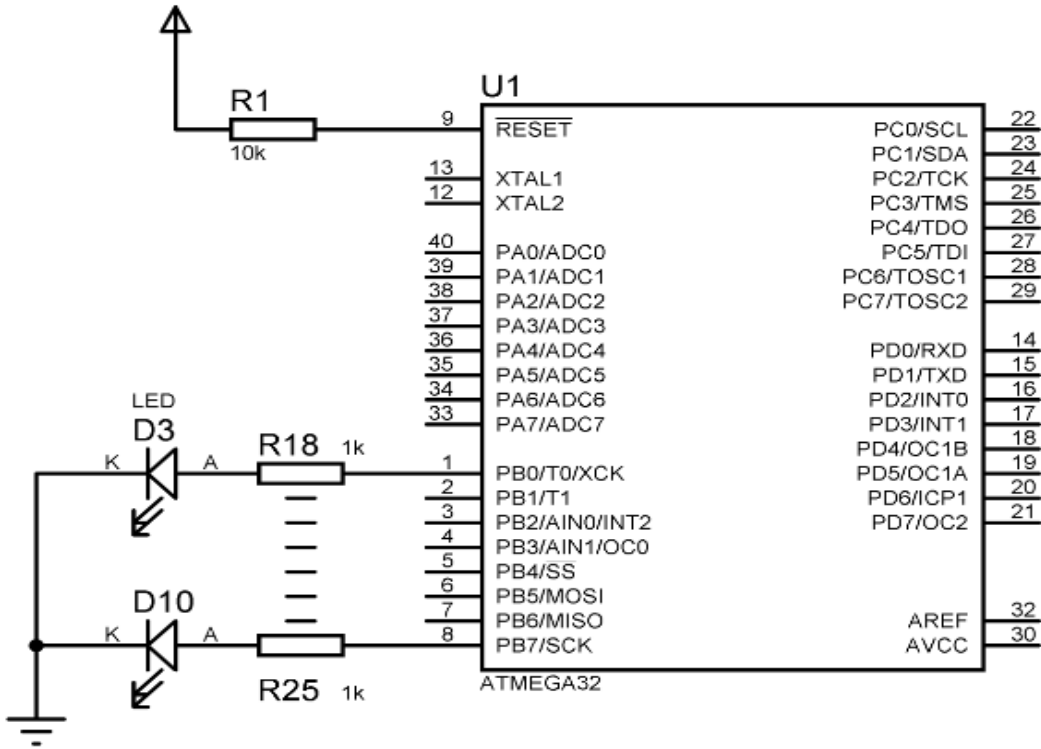 U1
R1
10k
9
RESET
13
XTAL1
12
XTAL2
40
PA0/ADC0
39
PA1/ADC1
38
PA2/ADC2
37
PA3/ADC3
36
PA4/ADC4
35
PA5/ADC5
34
PA6/ADC6
33
PA7/ADC7
1
PB0/T0/XCK
2
PB1/T1
3
PB2/AIN0/INT2
4
PB3/AIN1/OC0
5
PB4/SS
6
PB5/MOSI
7
PB6/MISO
8
PB7/SCK
PC0/SCL
22
PC1/SDA
23
PC2/TCK
24
PC3/TMS
25
PC4/TDO
26
PC5/TDI
27
PC6/TOSC1
28
PC7/TOSC2
29
PD0/RXD
14
PD1/TXD
15
PD2/INT0
16
PD3/INT1
17
PD4/OC1B
18
PD5/OC1A
19
PD6/ICP1
20
PD7/OC2
21
AREF
32
AVCC
30
ATMEGA32
LED
D3
K A
R18 1k
D10
K A
R25 1k